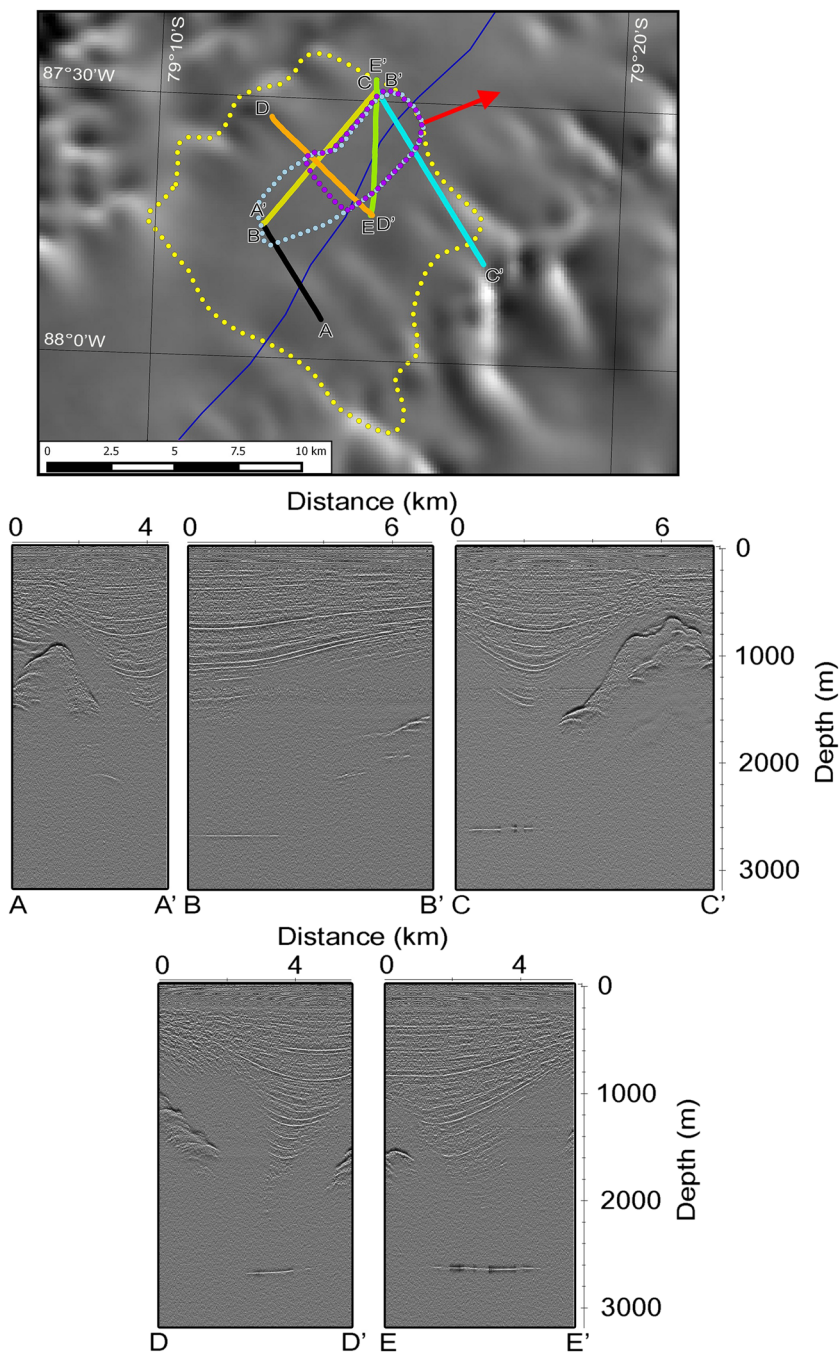 79°10'S
79°20'S
87°30'W
E'
C B'
D
A'
B
E D'
C'
A
88°0'W
0 2.5 5 7.5 10 km
Distance (km)
0 4 0 6 0 6
0
1000
2000
3000
Depth (m)
A A' B B' C C'
Distance (km)
0 4 0 4
0
1000
2000
3000
Depth (m)
D D' E E'